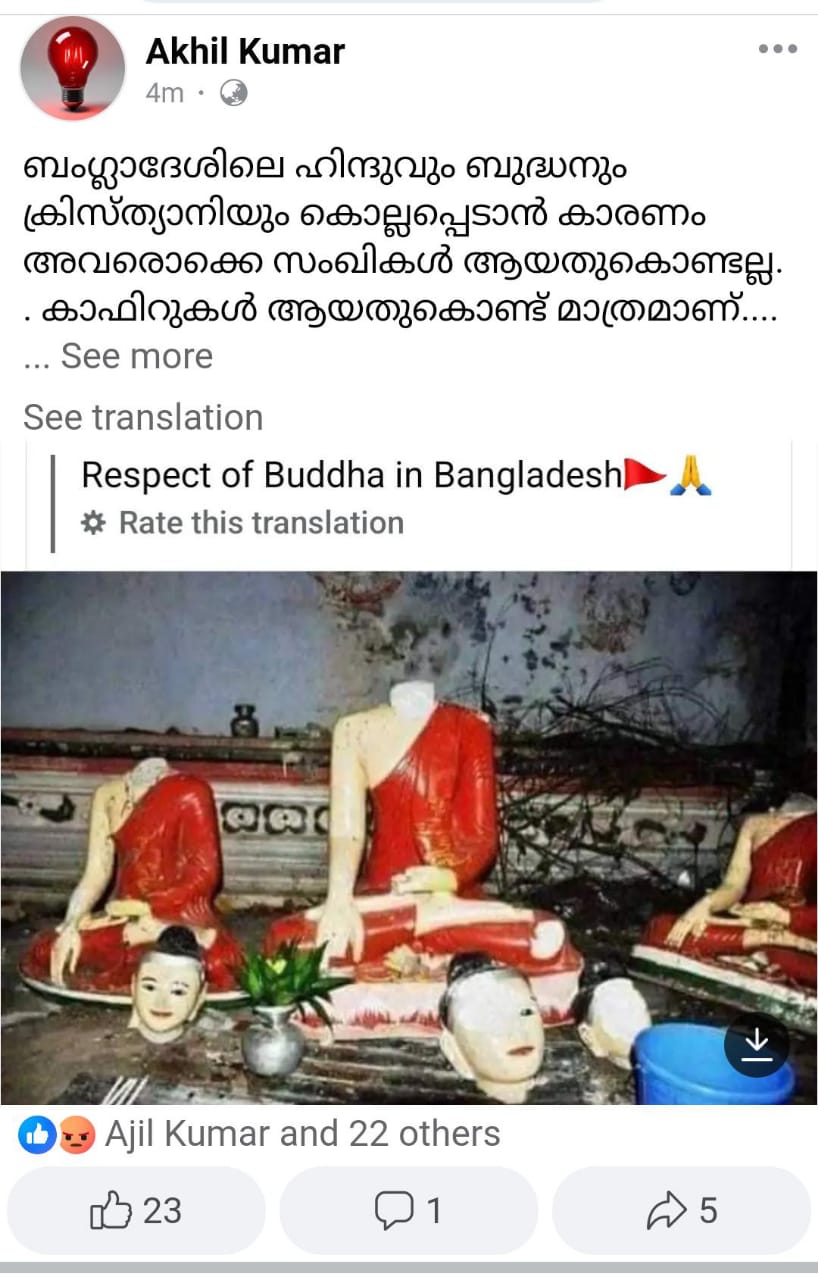 Akhil Kumar
4m ·
ബംഗ്ലാദേശിലെ ഹിന്ദുവും ബുദ്ധനും
ക്രിസ്ത്യാനിയും കൊല്ലപ്പെടാൻ കാരണം
അവരൊക്കെ സംഖികൾ ആയതുകൊണ്ടല്ല.
. കാഫിറുകൾ ആയതുകൊണ്ട് മാത്രമാണ്....
... See more
See translation
Respect of Buddha in Bangladesh🚩🙏
Rate this translation
Ajil Kumar and 22 others
23
1
5